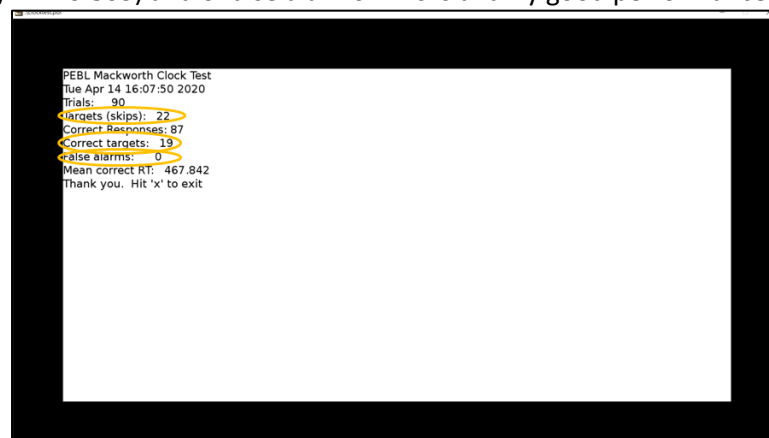 PEBL Mackworth Clock Test
Tue Apr 14 16:07:50 2020
Trials: 90
Targets (skips): 22
Correct Responses: 87
Correct targets: 19
False alarms: 0
Mean correct RT: 467.842
Thank you. Hit 'x' to exit